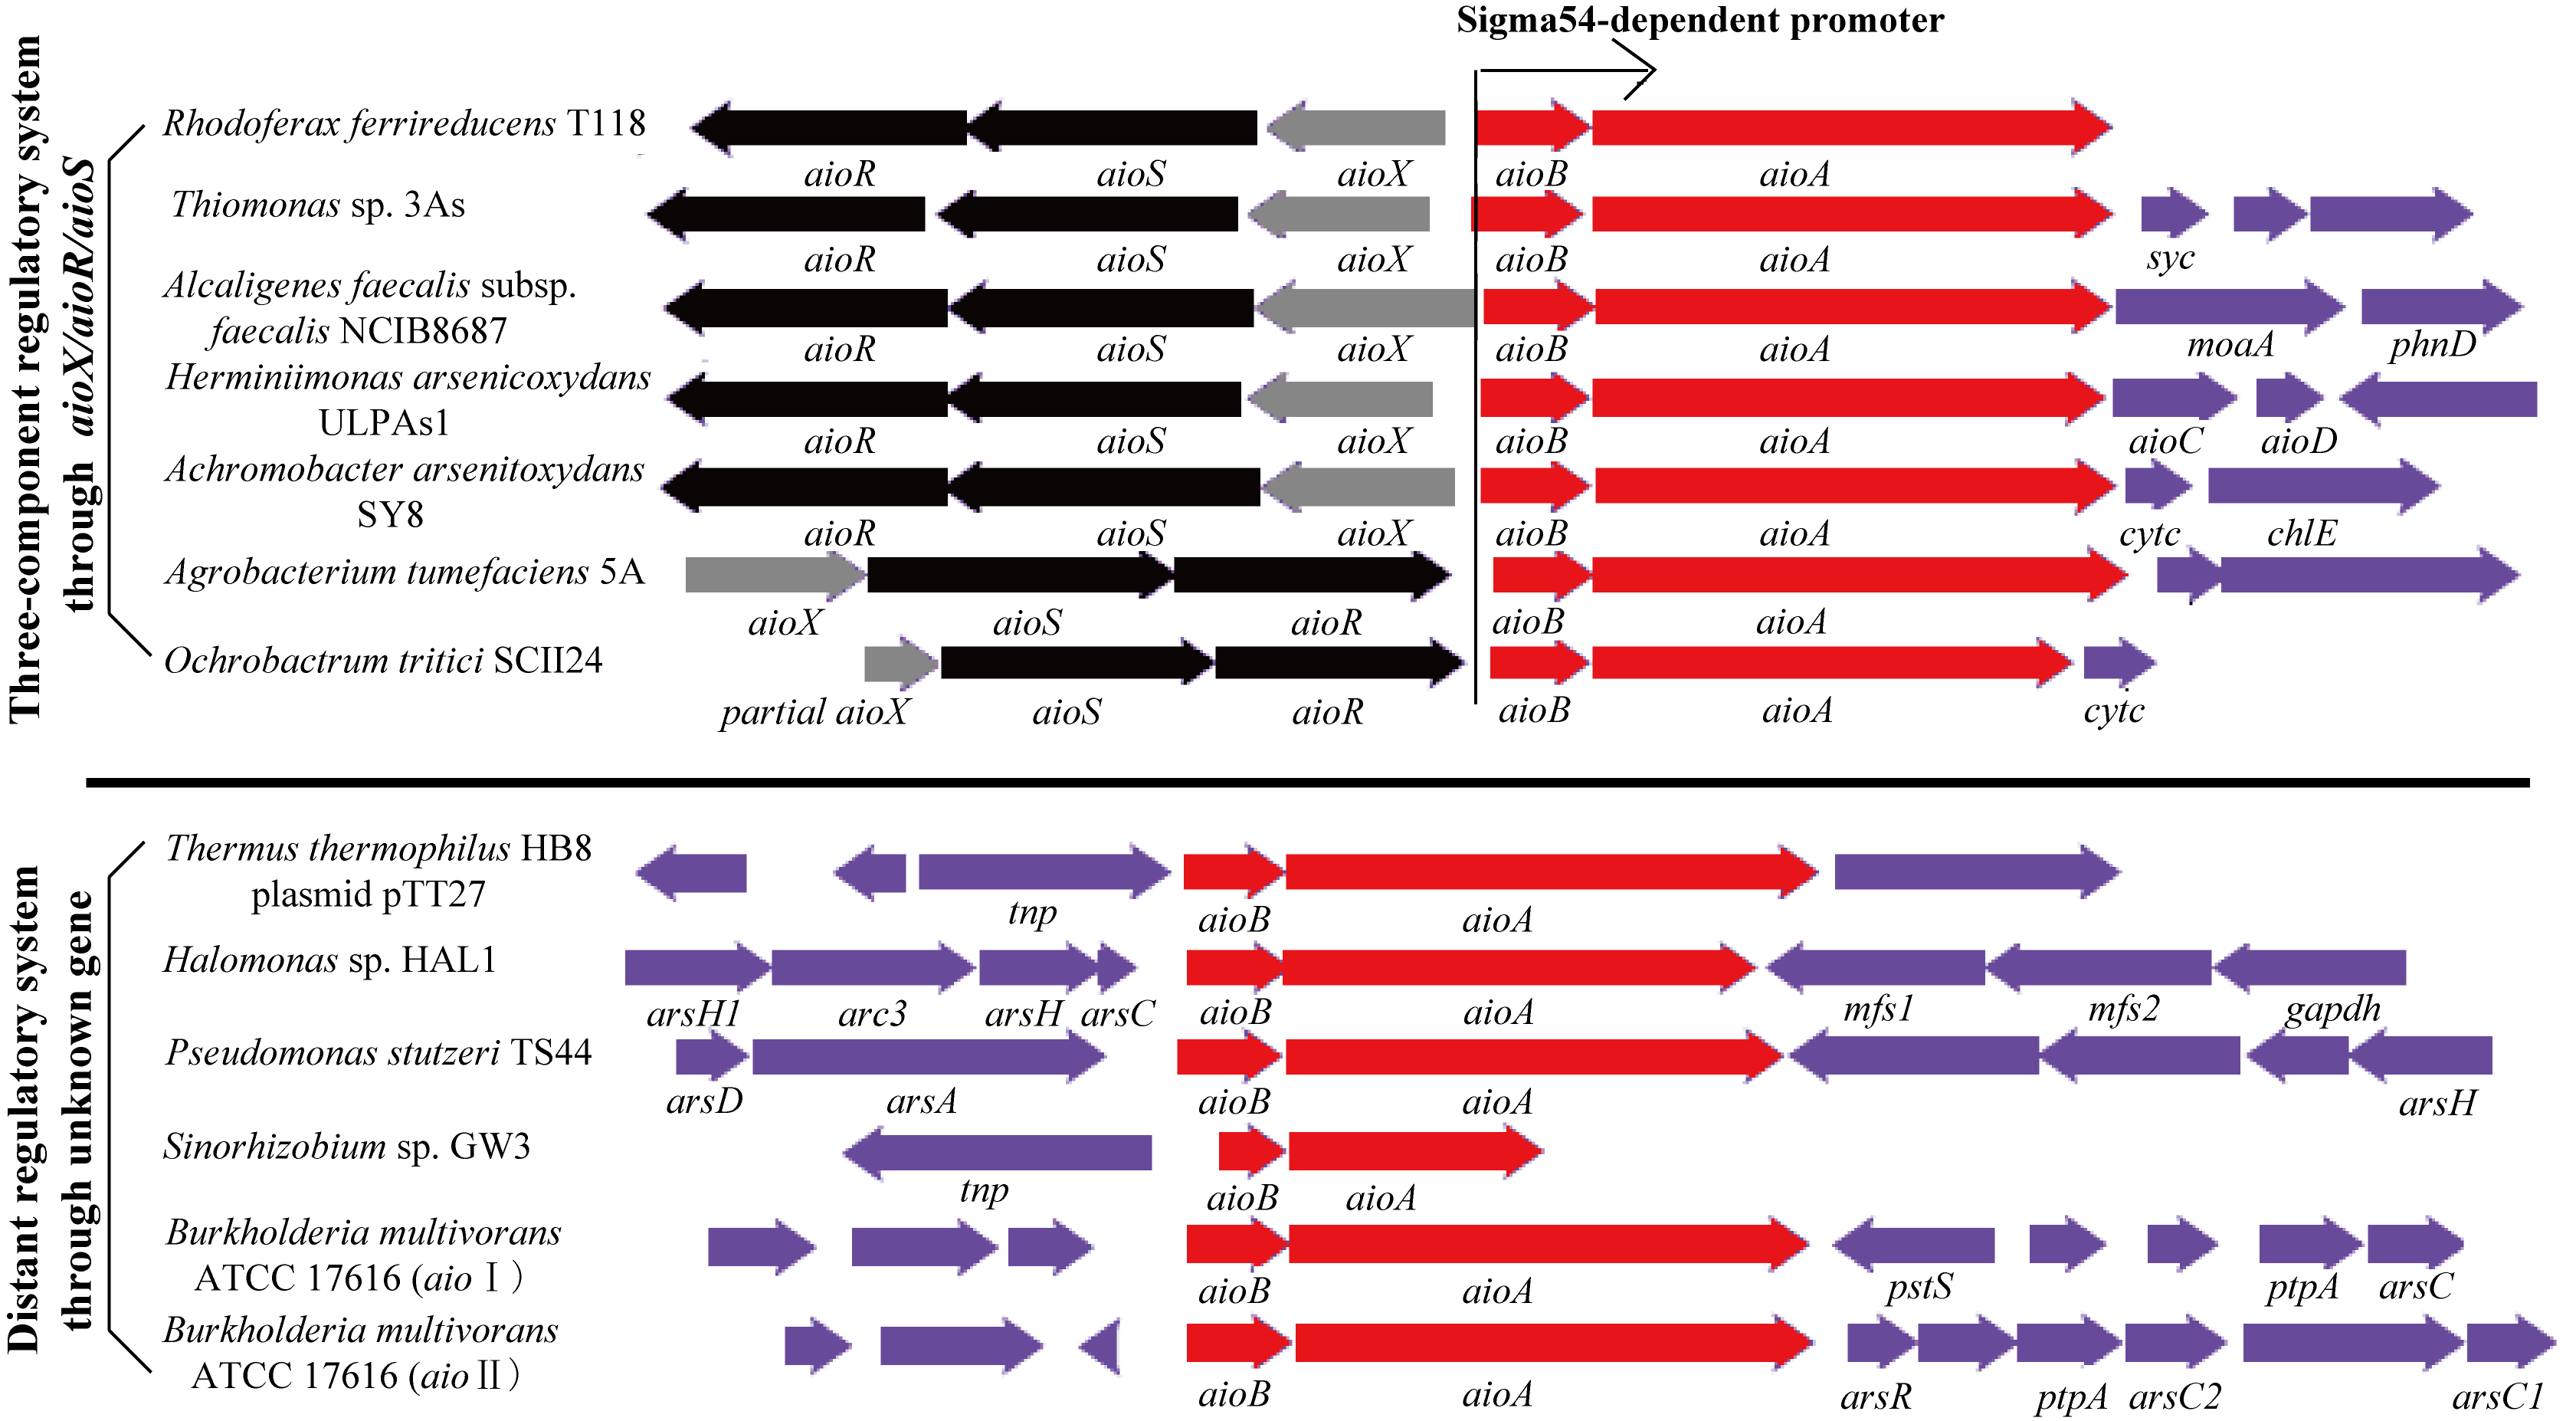 Sigma54-dependent promoter
Three-component regulatory system
through aioX/aioR/aioS
Rhodoferax ferrireducens T118
aioR aioS aioX aioB aioA
Thiomonas sp. 3As
aioR aioS aioX aioB aioA syc
Alcaligenes faecalis subsp.
faecalis NCIB8687
aioR aioS aioX aioB aioA moaA phnD
Herminiimonas arsenicoxydans
ULPAs1
aioR aioS aioX aioB aioA aioC aioD
Achromobacter arsenitoxydans
SY8
aioR aioS aioX aioB aioA cytc chlE
Agrobacterium tumefaciens 5A
aioX aioS aioR aioB aioA
Ochrobactrum tritici SCII24
partial aioX aioS aioR aioB aioA cytc
Distant regulatory system
through unknown gene
Thermus thermophilus HB8
plasmid pTT27
tnp aioB aioA
Halomonas sp. HAL1
arsH1 arc3 arsH arsC aioB aioA mfs1 mfs2 gapdh
Pseudomonas stutzeri TS44
arsD arsA aioB aioA arsH
Sinorhizobium sp. GW3
tnp aioB aioA
Burkholderia multivorans
ATCC 17616 (aio Ⅰ)
aioB aioA pstS ptpA arsC
Burkholderia multivorans
ATCC 17616 (aio Ⅱ)
aioB aioA arsR ptpA arsC2 arsC1